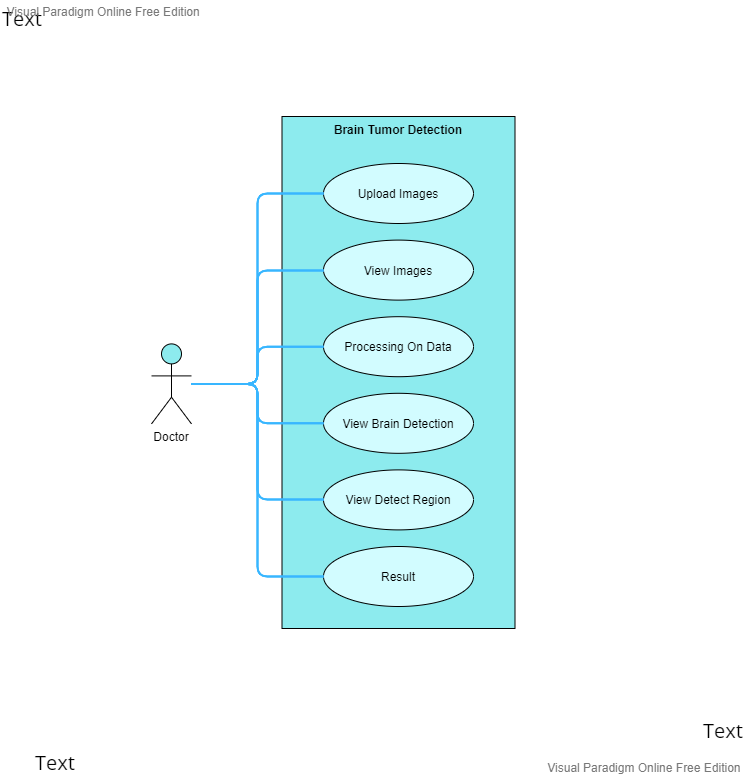 Visual Paradigm Online Free Edition
Text
Brain Tumor Detection
Upload Images
View Images
Processing On Data
View Brain Detection
Doctor
View Detect Region
Result
Text
Text
Visual Paradigm Online Free Edition